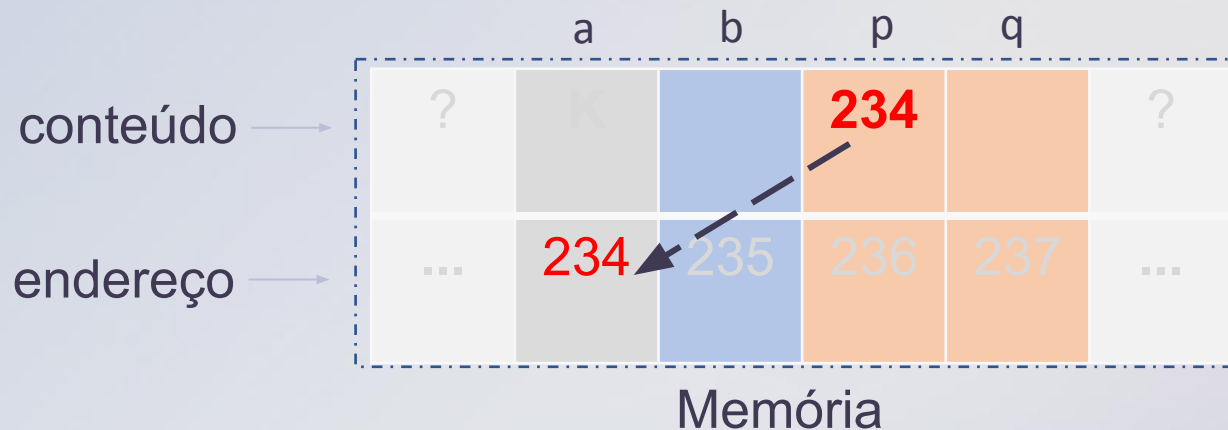 a b p q
conteúdo ? K 234 ?
endereço ... 234 235 236 237 ...
Memória